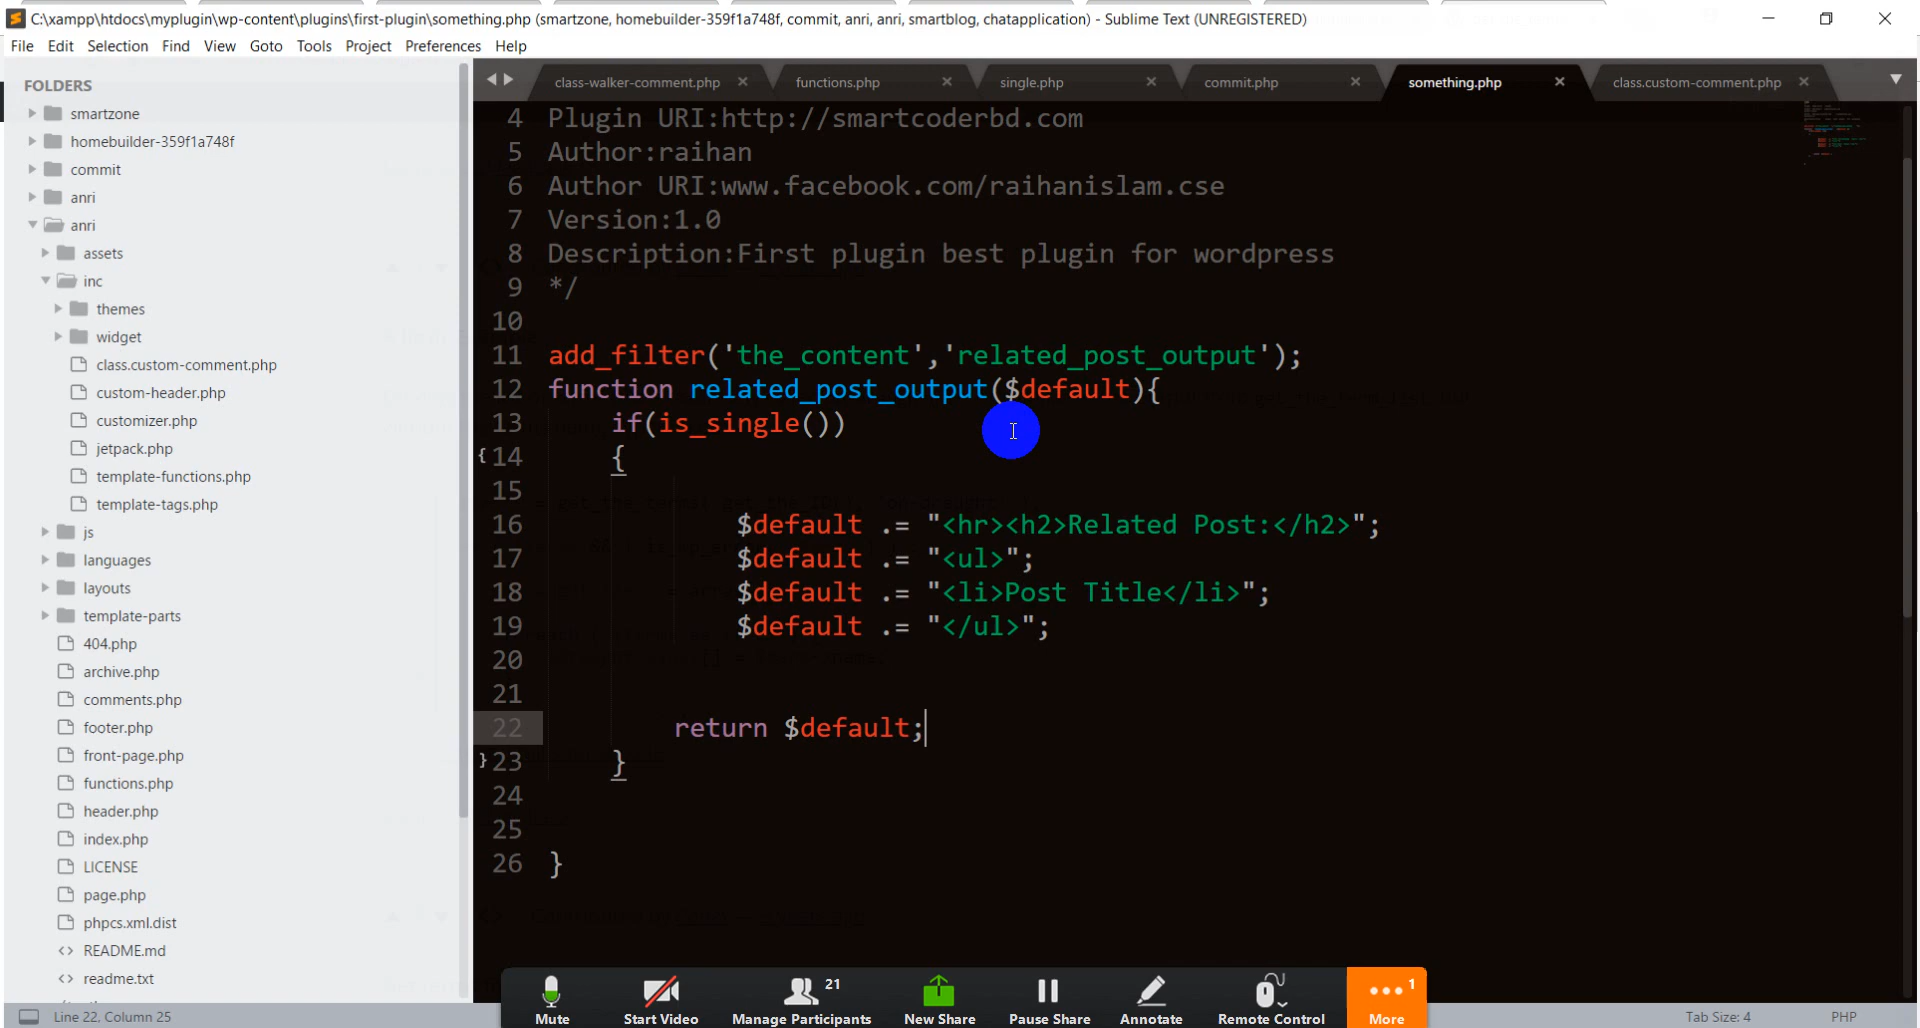 C:\xampp\htdocs\myplugin\wp-content\plugins\first-plugin\something.php (smartzone, homebuilder-359f1a748f, commit, anri, anri, smartblog, chatapplication) - Sublime Text (UNREGISTERED)
File Edit Selection Find View Goto Tools Project Preferences Help
FOLDERS
smartzone
homebuilder-359f1a748f
commit
anri
anri
assets
inc
themes
widget
class.custom-comment.php
custom-header.php
customizer.php
jetpack.php
template-functions.php
template-tags.php
js
languages
layouts
template-parts
404.php
archive.php
comments.php
footer.php
front-page.php
functions.php
header.php
index.php
LICENSE
page.php
phpcs.xml.dist
README.md
readme.txt
class-walker-comment.php functions.php single.php commit.php something.php class.custom-comment.php
4 Plugin URI:http://smartcoderbd.com
5 Author:raihan
6 Author URI:www.facebook.com/raihanislam.cse
7 Version:1.0
8 Description:First plugin best plugin for wordpress
9 */
10
11 add_filter('the_content','related_post_output');
12 function related_post_output($default){
13 if(is_single())
14 {
15
16 $default .= "<hr><h2>Related Post:</h2>";
17 $default .= "<ul>";
18 $default .= "<li>Post Title</li>";
19 $default .= "</ul>";
20
21
22 return $default;
23 }
24
25
26 }
Mute Start Video Manage Participants 21 New Share Pause Share Annotate Remote Control More 1
Line 22, Column 25 Tab Size: 4 PHP